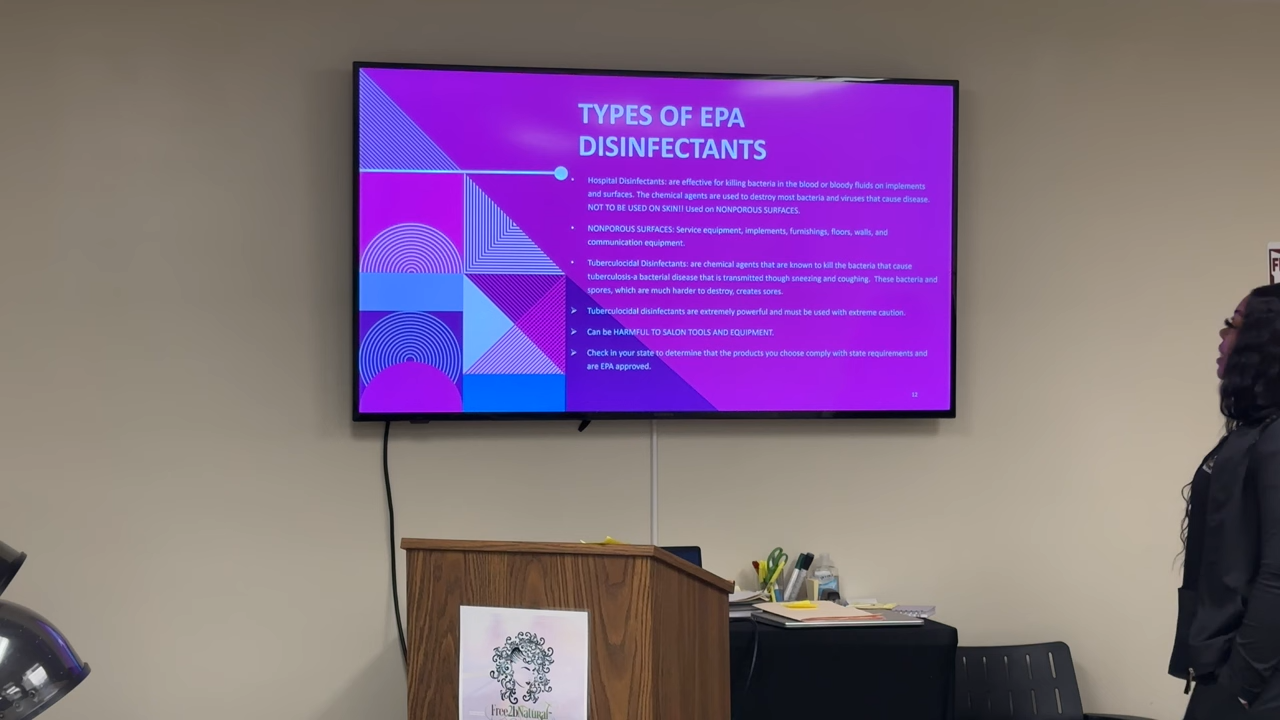 TYPES OF EPA
DISINFECTANTS
• Hospital Disinfectants: are effective for killing bacteria in the blood or bloody fluids on implements
and surfaces. The chemical agents are used to destroy most bacteria and viruses that cause disease.
NOT TO BE USED ON SKIN!! Used on NONPOROUS SURFACES.
• NONPOROUS SURFACES: Service equipment, implements, furnishings, floors, walls, and
communication equipment.
• Tuberculocidal Disinfectants: are chemical agents that are known to kill the bacteria that cause
tuberculosis-a bacterial disease that is transmitted though sneezing and coughing. These bacteria and
spores, which are much harder to destroy, creates sores.
➤ Tuberculocidal disinfectants are extremely powerful and must be used with extreme caution.
➤ Can be HARMFUL TO SALON TOOLS AND EQUIPMENT.
➤ Check in your state to determine that the products you choose comply with state requirements and
are EPA approved.
12
Free2bNatural